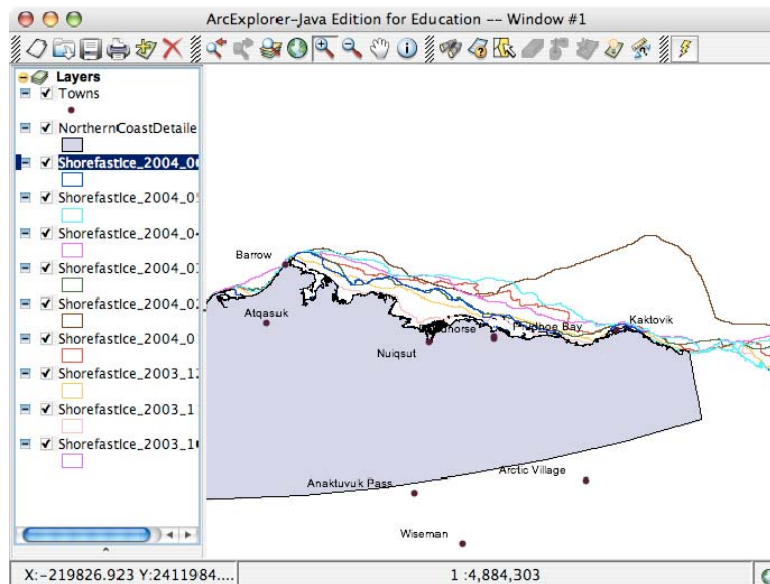 ArcExplorer-Java Edition for Education -- Window #1
Layers
Towns
NorthernCoastDetaile
ShorefastIce_2004_0
ShorefastIce_2004_0
ShorefastIce_2004_0
ShorefastIce_2004_0
ShorefastIce_2004_0
ShorefastIce_2004_0
ShorefastIce_2003_1
ShorefastIce_2003_1
ShorefastIce_2003_1
Barrow
Atqasuk
Nuiqsut
Prudhoe Bay
Kaktovik
Anaktuvuk Pass
Arctic Village
Wiseman
X:-219826.923 Y:2411984....
1 :4,884,303